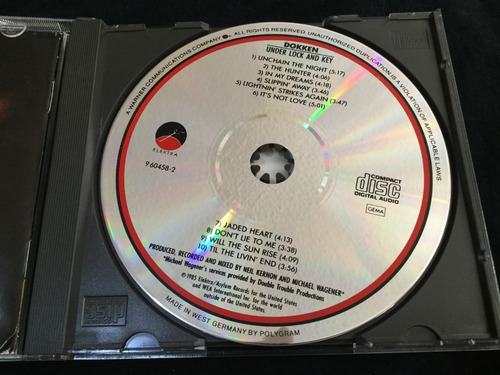 A WARNER COMMUNICATIONS COMPANY ALL RIGHTS RESERVED. UNAUTHORIZED DUPLICATION IS A VIOLATION OF APPLICABLE LAWS
DOKKEN
UNDER LOCK AND KEY
1) UNCHAIN THE NIGHT (5:17)
2) THE HUNTER (4:06)
3) IN MY DREAMS (4:18)
4) SLIPPIN' AWAY (3:46)
5) LIGHTNIN' STRIKES AGAIN (3:47)
6) IT'S NOT LOVE (5:01)
ELEKTRA
9 60458-2
COMPACT
disc
DIGITAL AUDIO
GEMA
7) JADED HEART (4:13)
8) DON'T LIE TO ME (3:38)
9) WILL THE SUN RISE (4:09)
10) TIL THE LIVIN' END (3:56)
PRODUCED, RECORDED AND MIXED BY NEIL KERNON AND MICHAEL WAGENER*
*Michael Wagener's services provided by Double Trouble Productions
Ⓟ 1985 Elektra/Asylum Records for the United States
and WEA International Inc. for the world
outside of the United States.
MADE IN WEST GERMANY BY POLYGRAM